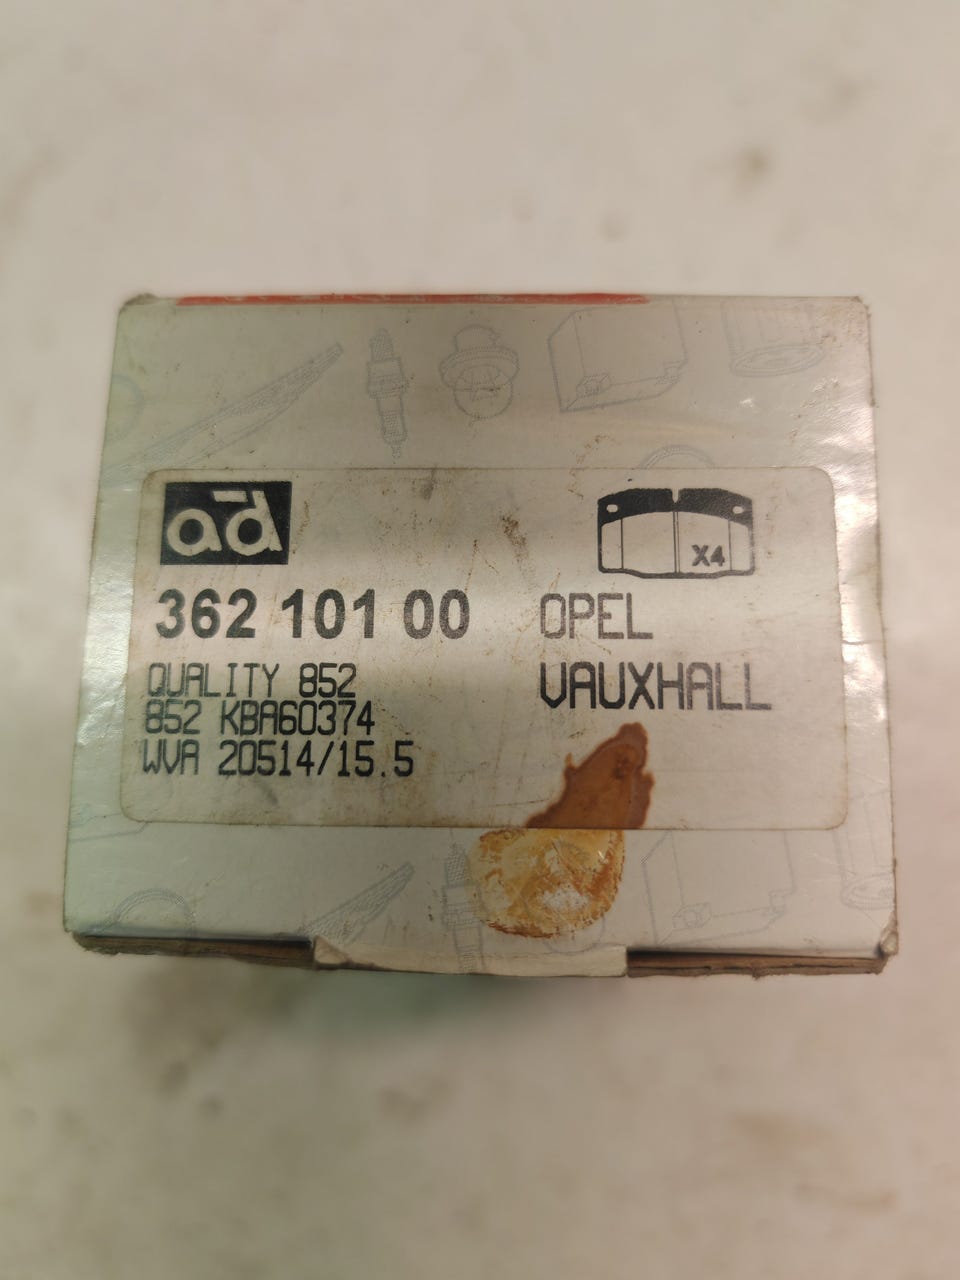 ad
X4
362 101 00
OPEL
VAUXHALL
QUALITY 852
852 KBA60374
WVA 20514/15.5